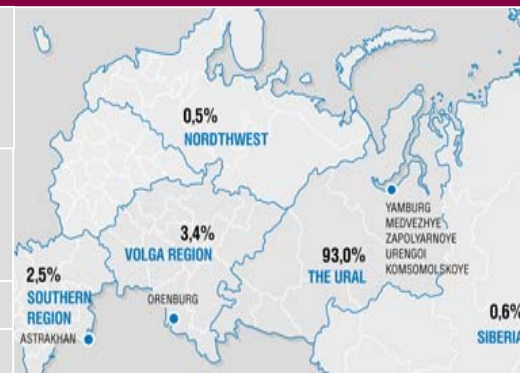 0,5%
NORDTHWEST
3,4%
VOLGA REGION
93,0%
THE URAL
YAMBURG
MEDVEZHYE
ZAPOLYARNOYE
URENGOI
KOMSOMOLSKOYE
2,5%
SOUTHERN
REGION
ASTRAKHAN
ORENBURG
0,6%
SIBERIA